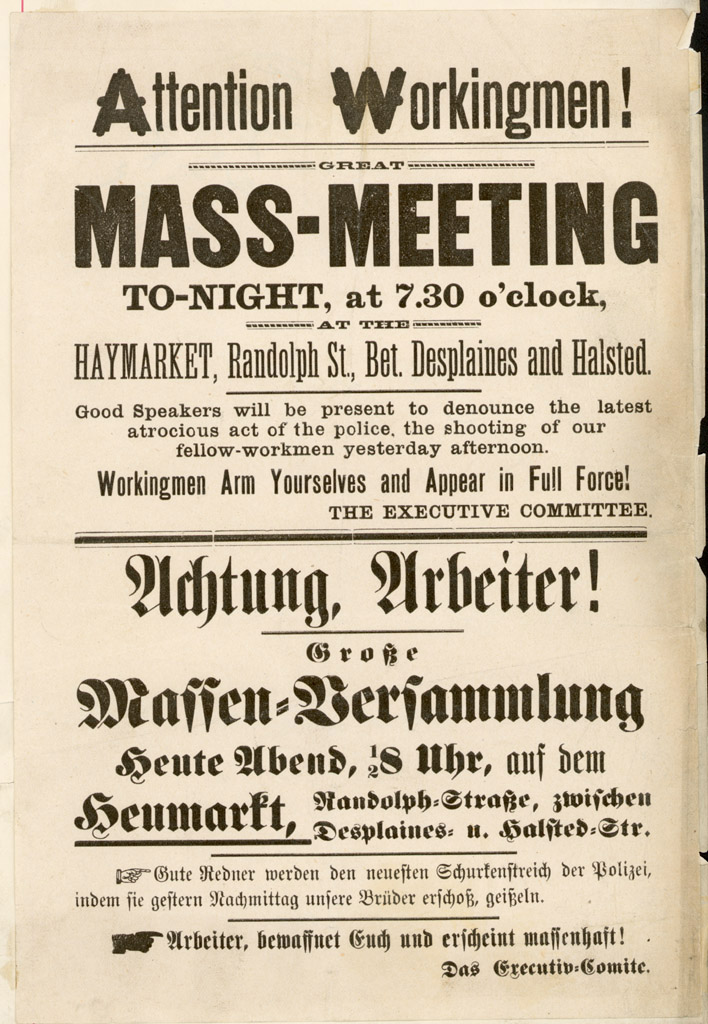 Attention Workingmen!
GREAT
MASS-MEETING
TO-NIGHT, at 7.30 o'clock,
AT THE
HAYMARKET, Randolph St., Bet. Desplaines and Halsted.
Good Speakers will be present to denounce the latest
atrocious act of the police, the shooting of our
fellow-workmen yesterday afternoon.
Workingmen Arm Yourselves and Appear in Full Force!
THE EXECUTIVE COMMITTEE.
Achtung, Arbeiter!
Große
Massen-Versammlung
Heute Abend, ½8 Uhr, auf dem
Heumarkt, Randolph-Straße, zwischen
Desplaines- u. Halsted-Str.
Gute Redner werden den neuesten Schurkenstreich der Polizei,
indem sie gestern Nachmittag unsere Brüder erschoß, geißeln.
Arbeiter, bewaffnet Euch und erscheint massenhaft!
Das Executiv-Comite.